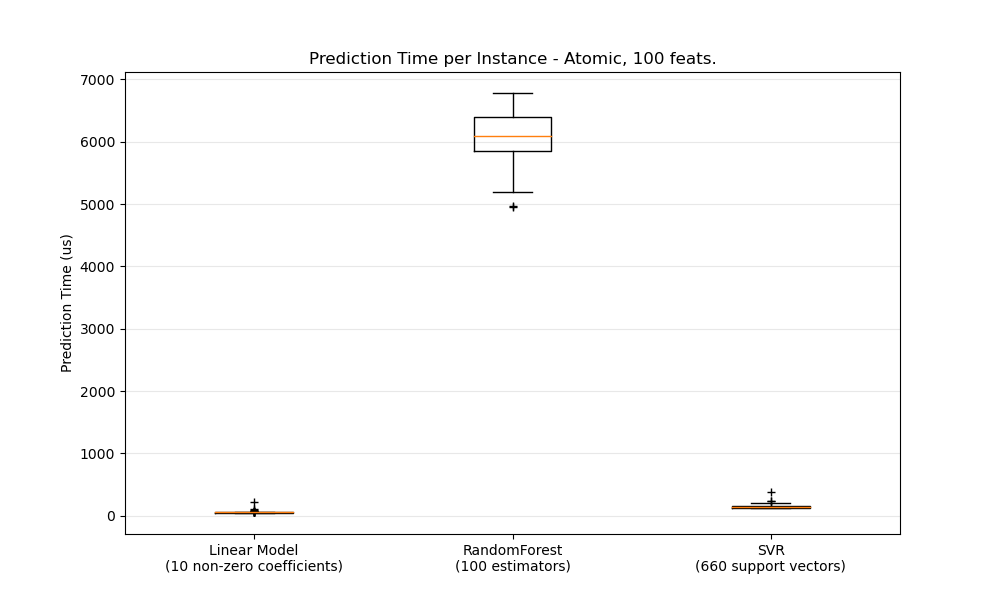 Prediction Time per Instance - Atomic, 100 feats.
7000
6000
5000
4000
3000
2000
1000
0
Prediction Time (us)
Linear Model
(10 non-zero coefficients)
RandomForest
(100 estimators)
SVR
(660 support vectors)